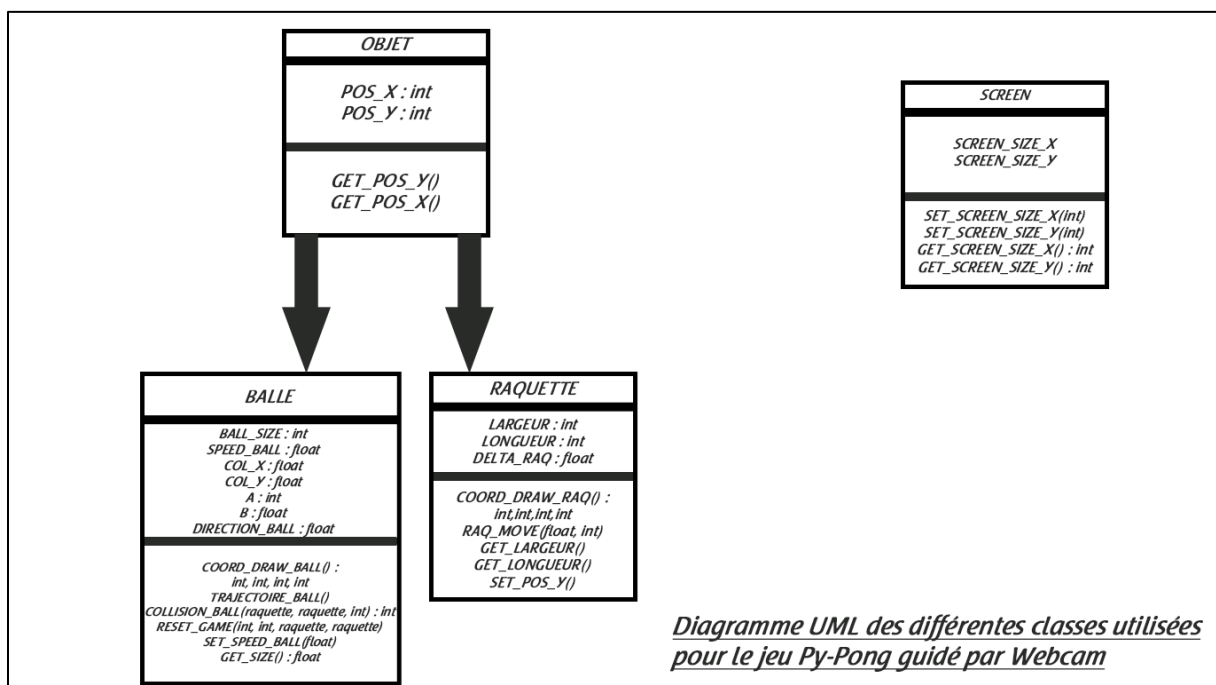 OBJET
POS_X : int
POS_Y : int
GET_POS_Y()
GET_POS_X()
SCREEN
SCREEN_SIZE_X
SCREEN_SIZE_Y
SET_SCREEN_SIZE_X(int)
SET_SCREEN_SIZE_Y(int)
GET_SCREEN_SIZE_X() : int
GET_SCREEN_SIZE_Y() : int
BALLE
BALL_SIZE : int
SPEED_BALL : float
COL_X : float
COL_Y : float
A : int
B : float
DIRECTION_BALL : float
COORD_DRAW_BALL() :
int, int, int, int
TRAJECTOIRE_BALL()
COLLISION_BALL(raquette, raquette, int) : int
RESET_GAME(int, int, raquette, raquette)
SET_SPEED_BALL(float)
GET_SIZE() : float
RAQUETTE
LARGEUR : int
LONGUEUR : int
DELTA_RAQ : float
COORD_DRAW_RAQ() :
int,int,int,int
RAQ_MOVE(float, int)
GET_LARGEUR()
GET_LONGUEUR()
SET_POS_Y()
Diagramme UML des différentes classes utilisées
pour le jeu Py-Pong guidé par Webcam